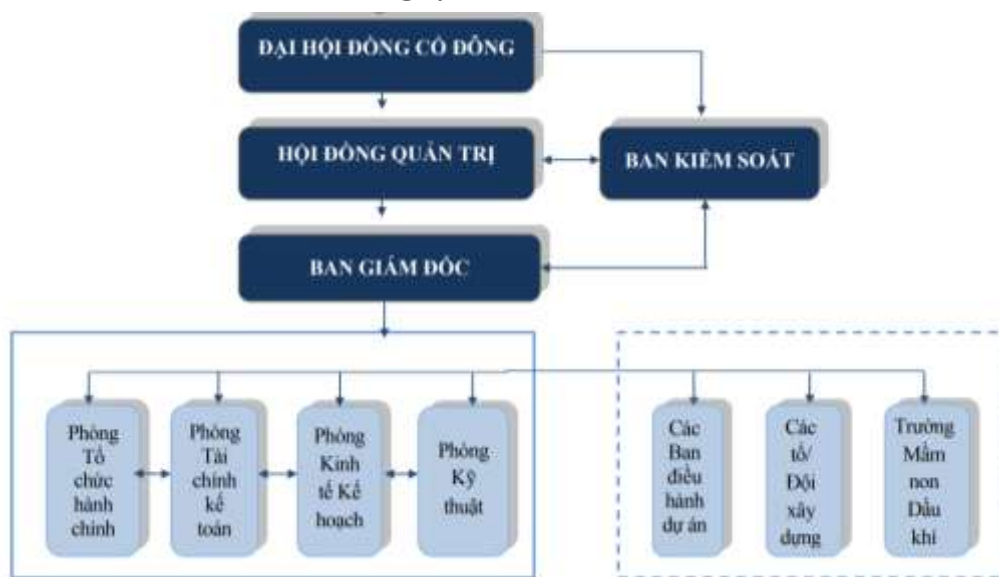 ĐẠI HỘI ĐỒNG CỔ ĐÔNG
HỘI ĐỒNG QUẢN TRỊ
BAN KIỂM SOÁT
BAN GIÁM ĐỐC
Phòng
Tổ
chức
hành
chính
Phòng
Tài
chính
kế
toán
Phòng
Kinh
tế Kế
hoạch
Phòng
Kỹ
thuật
Các
Ban
điều
hành
dự án
Các
tổ/
Đội
xây
dựng
Trường
Mầm
non
Dầu
khí